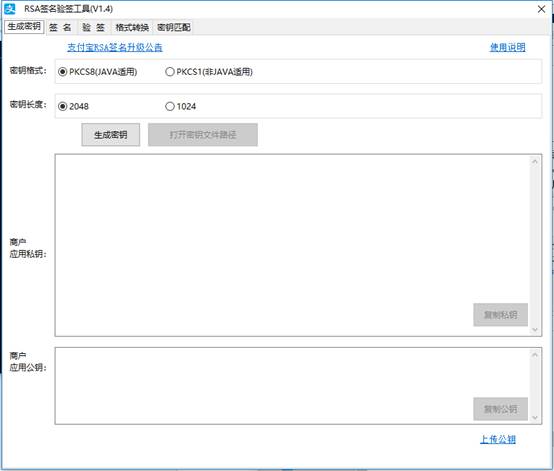 支 RSA签名验签工具(V1.4)
生成密钥 签 名 验 签 格式转换 密钥匹配
支付宝RSA签名升级公告 使用说明
密钥格式: PKCS8(JAVA适用) PKCS1(非JAVA适用)
密钥长度: 2048 1024
生成密钥 打开密钥文件路径
商户
应用私钥:
复制私钥
商户
应用公钥:
复制公钥
上传公钥